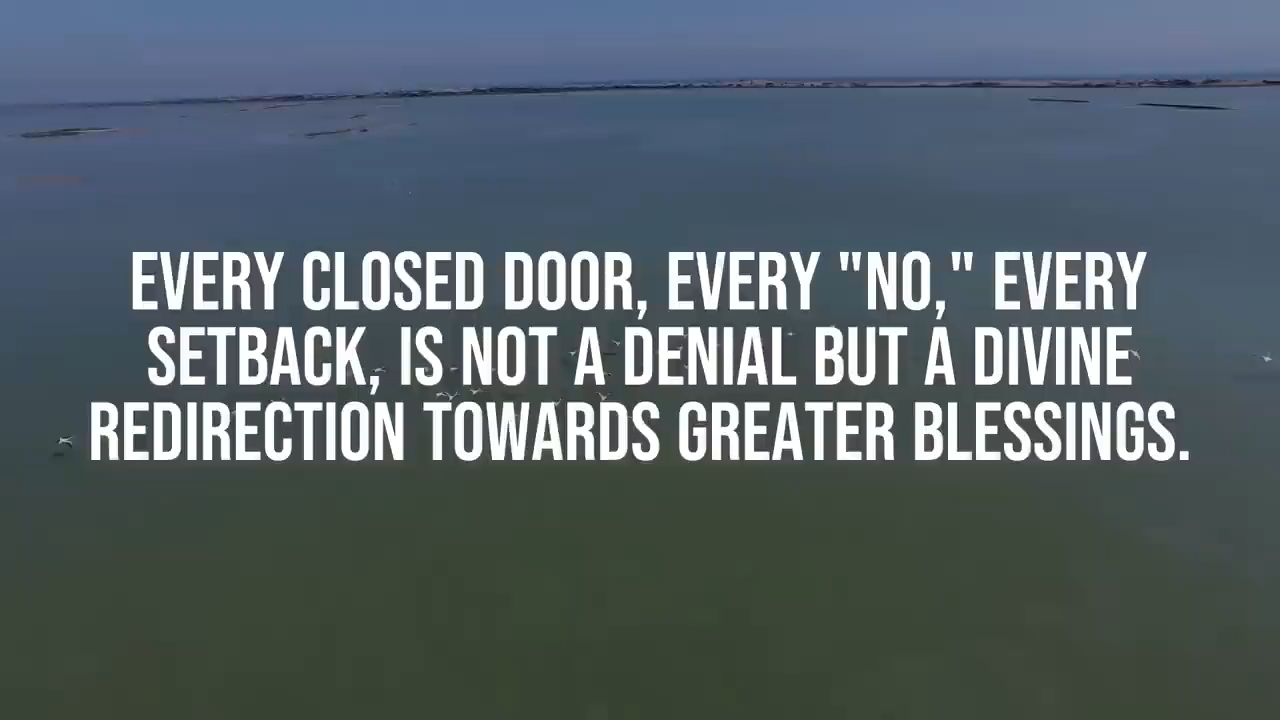 EVERY CLOSED DOOR, EVERY "NO," EVERY
SETBACK, IS NOT A DENIAL BUT A DIVINE
REDIRECTION TOWARDS GREATER BLESSINGS.